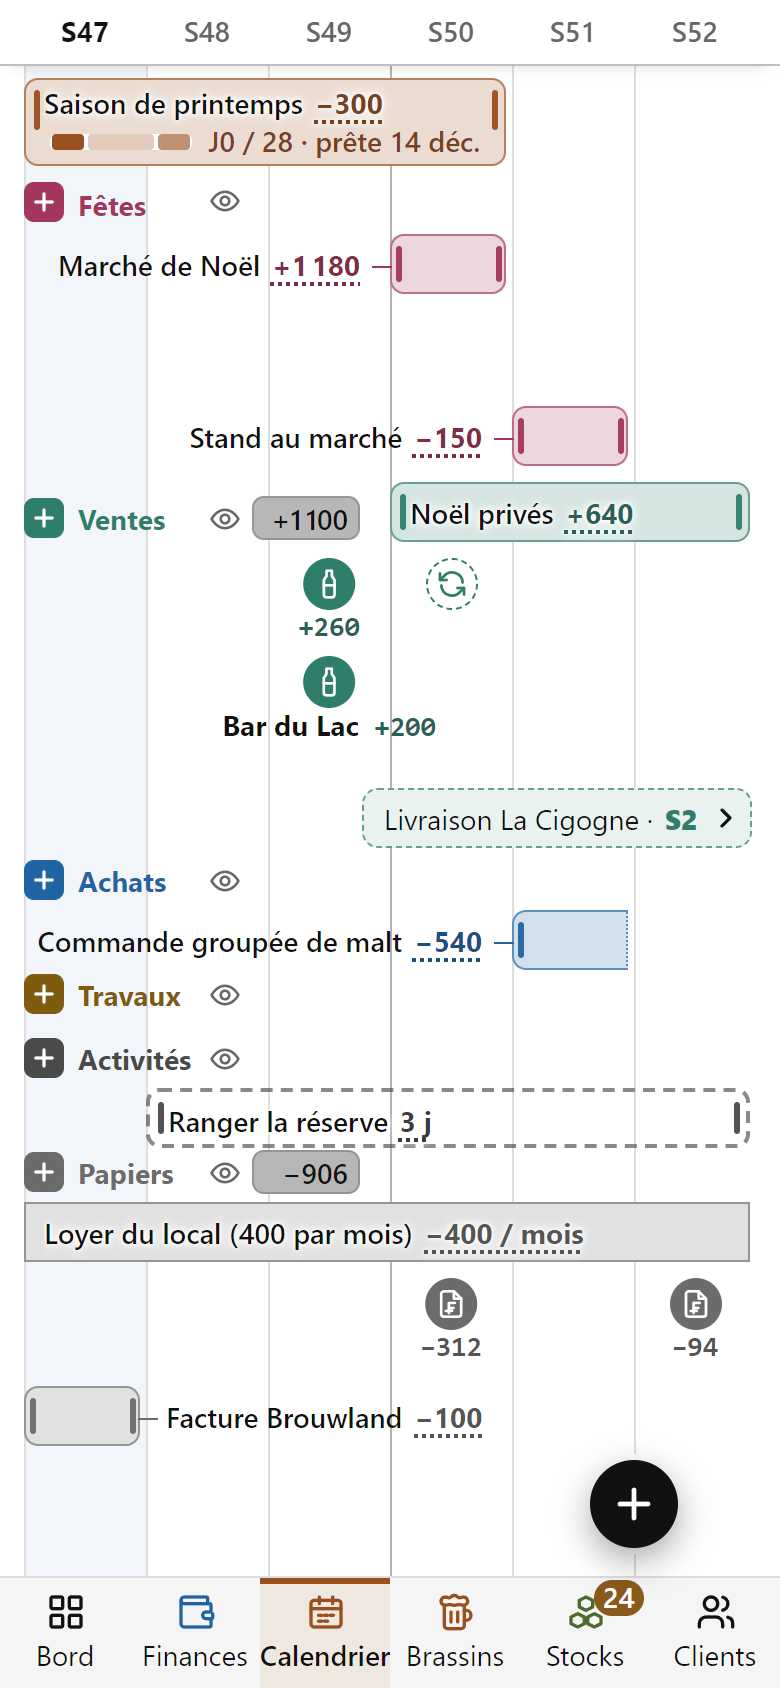 S47 S48 S49 S50 S51 S52
Saison de printemps −300
J0 / 28 · prête 14 déc.
Fêtes
Marché de Noël +1 180
Stand au marché −150
Ventes +1100 Noël privés +640
+260
Bar du Lac +200
Livraison La Cigogne · S2
Achats
Commande groupée de malt −540
Travaux
Activités
Ranger la réserve 3 j
Papiers −906
Loyer du local (400 par mois) −400 / mois
−312 −94
Facture Brouwland −100
24
Bord Finances Calendrier Brassins Stocks Clients